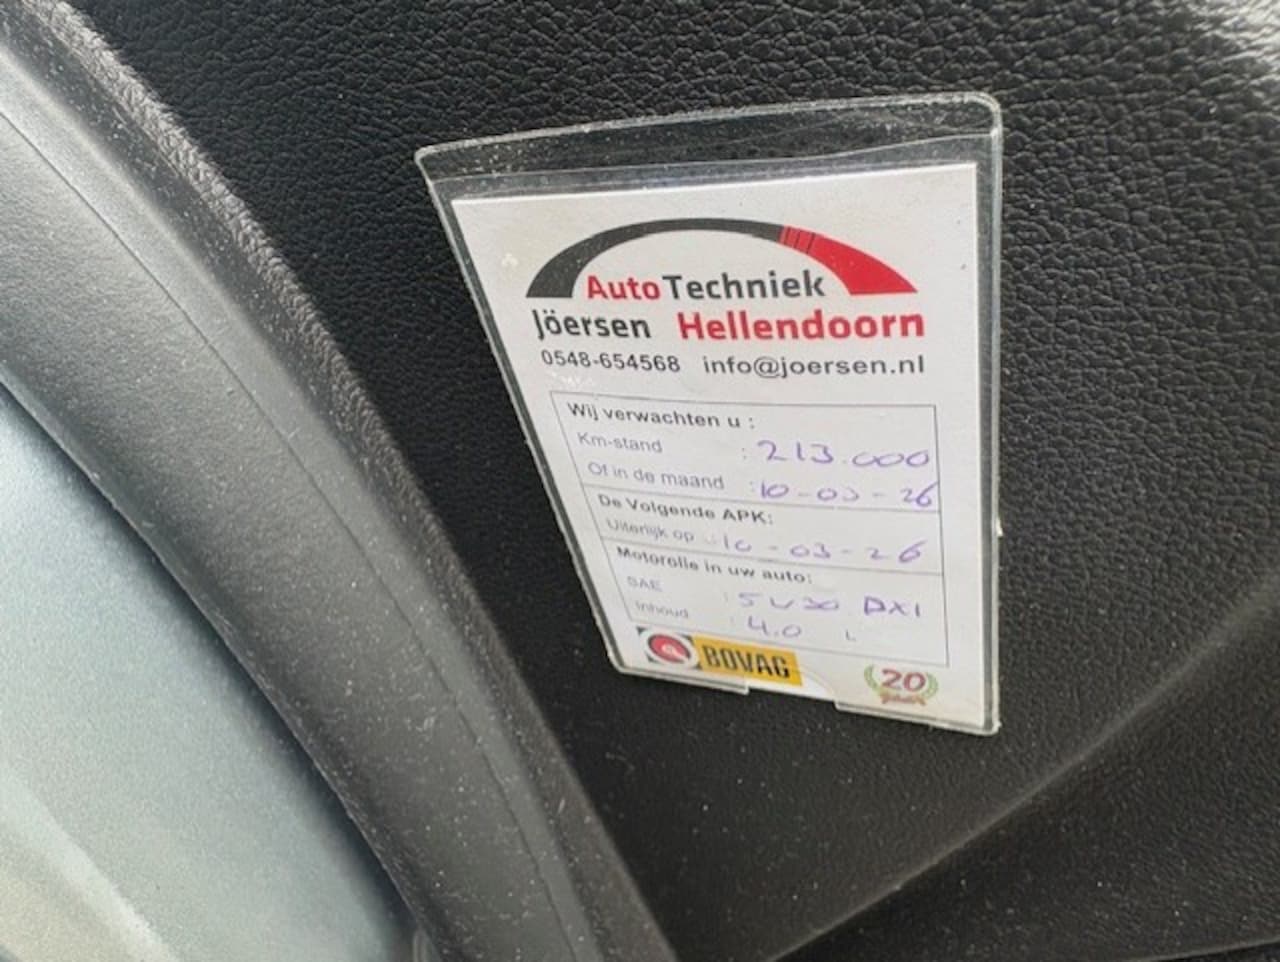 AutoTechniek
Jöersen Hellendoorn
0548-654568 info@joersen.nl
Wij verwachten u :
Km-stand : 213.000
Of in de maand : 10-03-26
De Volgende APK:
Uiterlijk op : 10-03-26
Motorolie in uw auto:
SAE : 5W30 DX1
Inhoud : 4.0 L
BOVAG
20